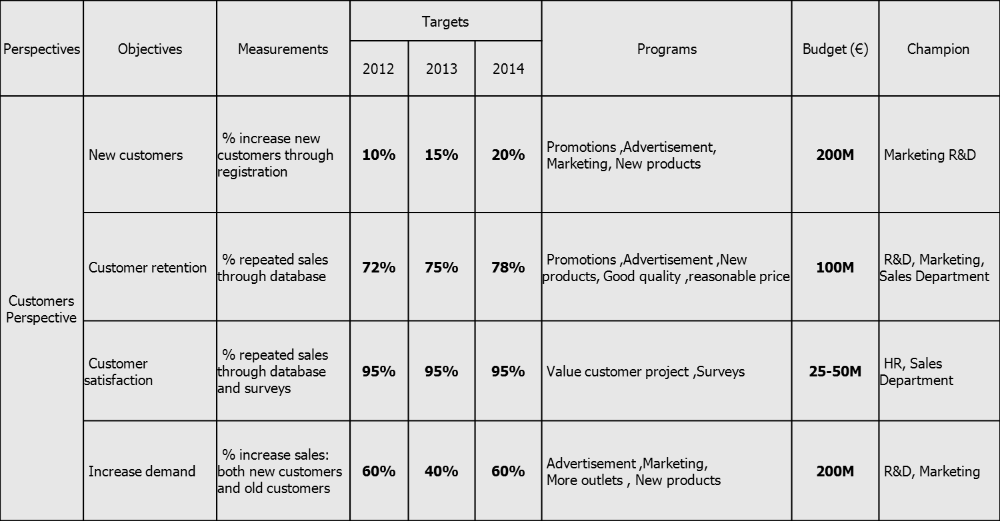 Perspectives
Objectives
Measurements
Targets
2012
2013
2014
Programs
Budget (€)
Champion
Customers
Perspective
New customers
% increase new
customers through
registration
10%
15%
20%
Promotions ,Advertisement,
Marketing, New products
200M
Marketing R&D
Customer retention
% repeated sales
through database
72%
75%
78%
Promotions ,Advertisement ,New
products, Good quality ,reasonable price
100M
R&D, Marketing,
Sales Department
Customer
satisfaction
% repeated sales
through database
and surveys
95%
95%
95%
Value customer project ,Surveys
25-50M
HR, Sales
Department
Increase demand
% increase sales:
both new customers
and old customers
60%
40%
60%
Advertisement ,Marketing,
More outlets , New products
200M
R&D, Marketing